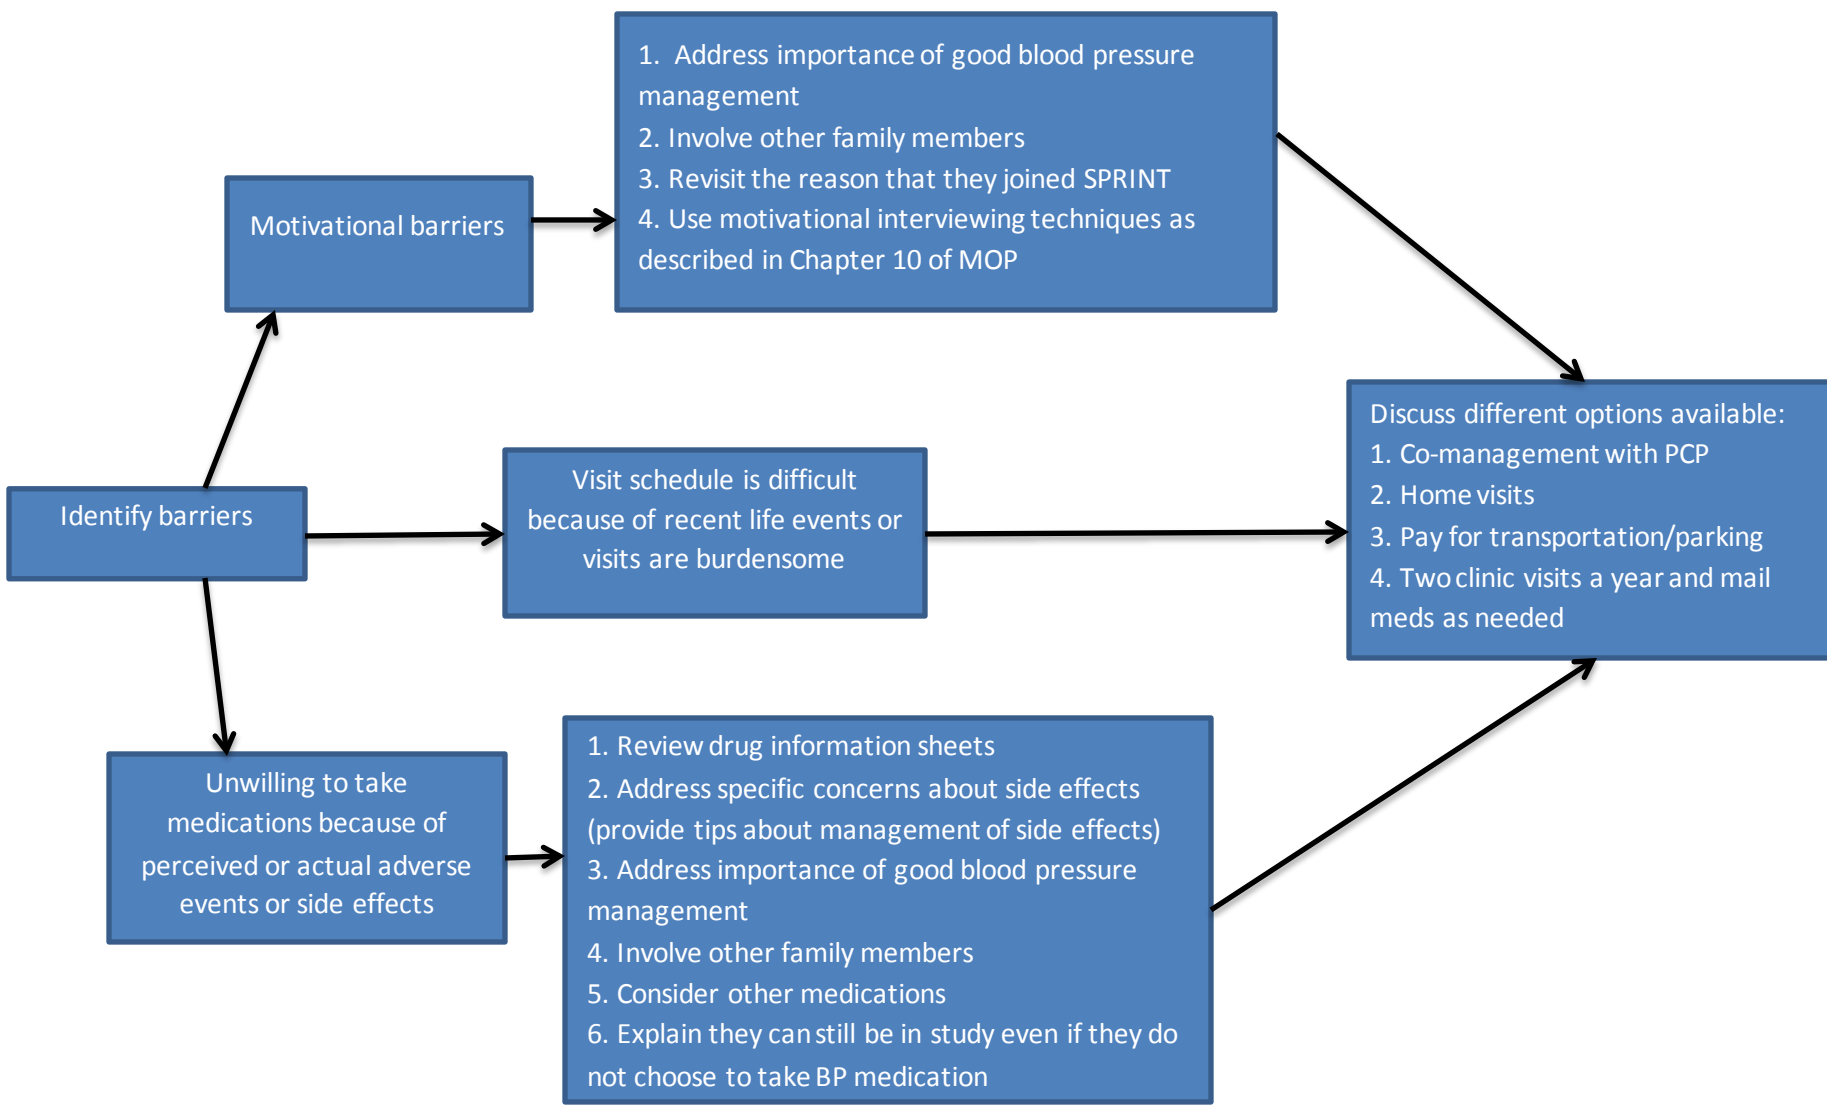 1. Address importance of good blood pressure
management
2. Involve other family members
3. Revisit the reason that they joined SPRINT
4. Use motivational interviewing techniques as
described in Chapter 10 of MOP
Motivational barriers
Identify barriers
Visit schedule is difficult
because of recent life events or
visits are burdensome
Discuss different options available:
1. Co-management with PCP
2. Home visits
3. Pay for transportation/parking
4. Two clinic visits a year and mail
meds as needed
Unwilling to take
medications because of
perceived or actual adverse
events or side effects
1. Review drug information sheets
2. Address specific concerns about side effects
(provide tips about management of side effects)
3. Address importance of good blood pressure
management
4. Involve other family members
5. Consider other medications
6. Explain they can still be in study even if they do
not choose to take BP medication